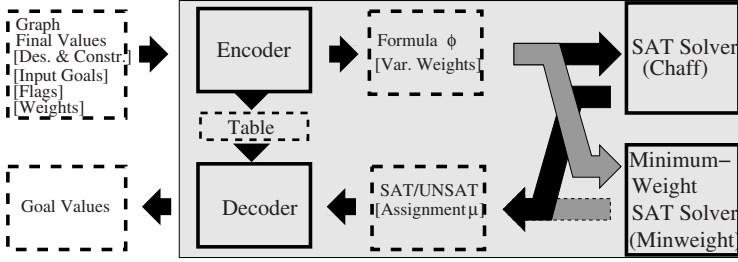 Graph
Final Values
[Des. & Constr.]
[Input Goals]
[Flags]
[Weights]
Encoder
Formula ϕ
[Var. Weights]
SAT Solver
(Chaff)
Table
Goal Values
Decoder
SAT/UNSAT
[Assignment μ]
Minimum−
Weight
SAT Solver
(Minweight)